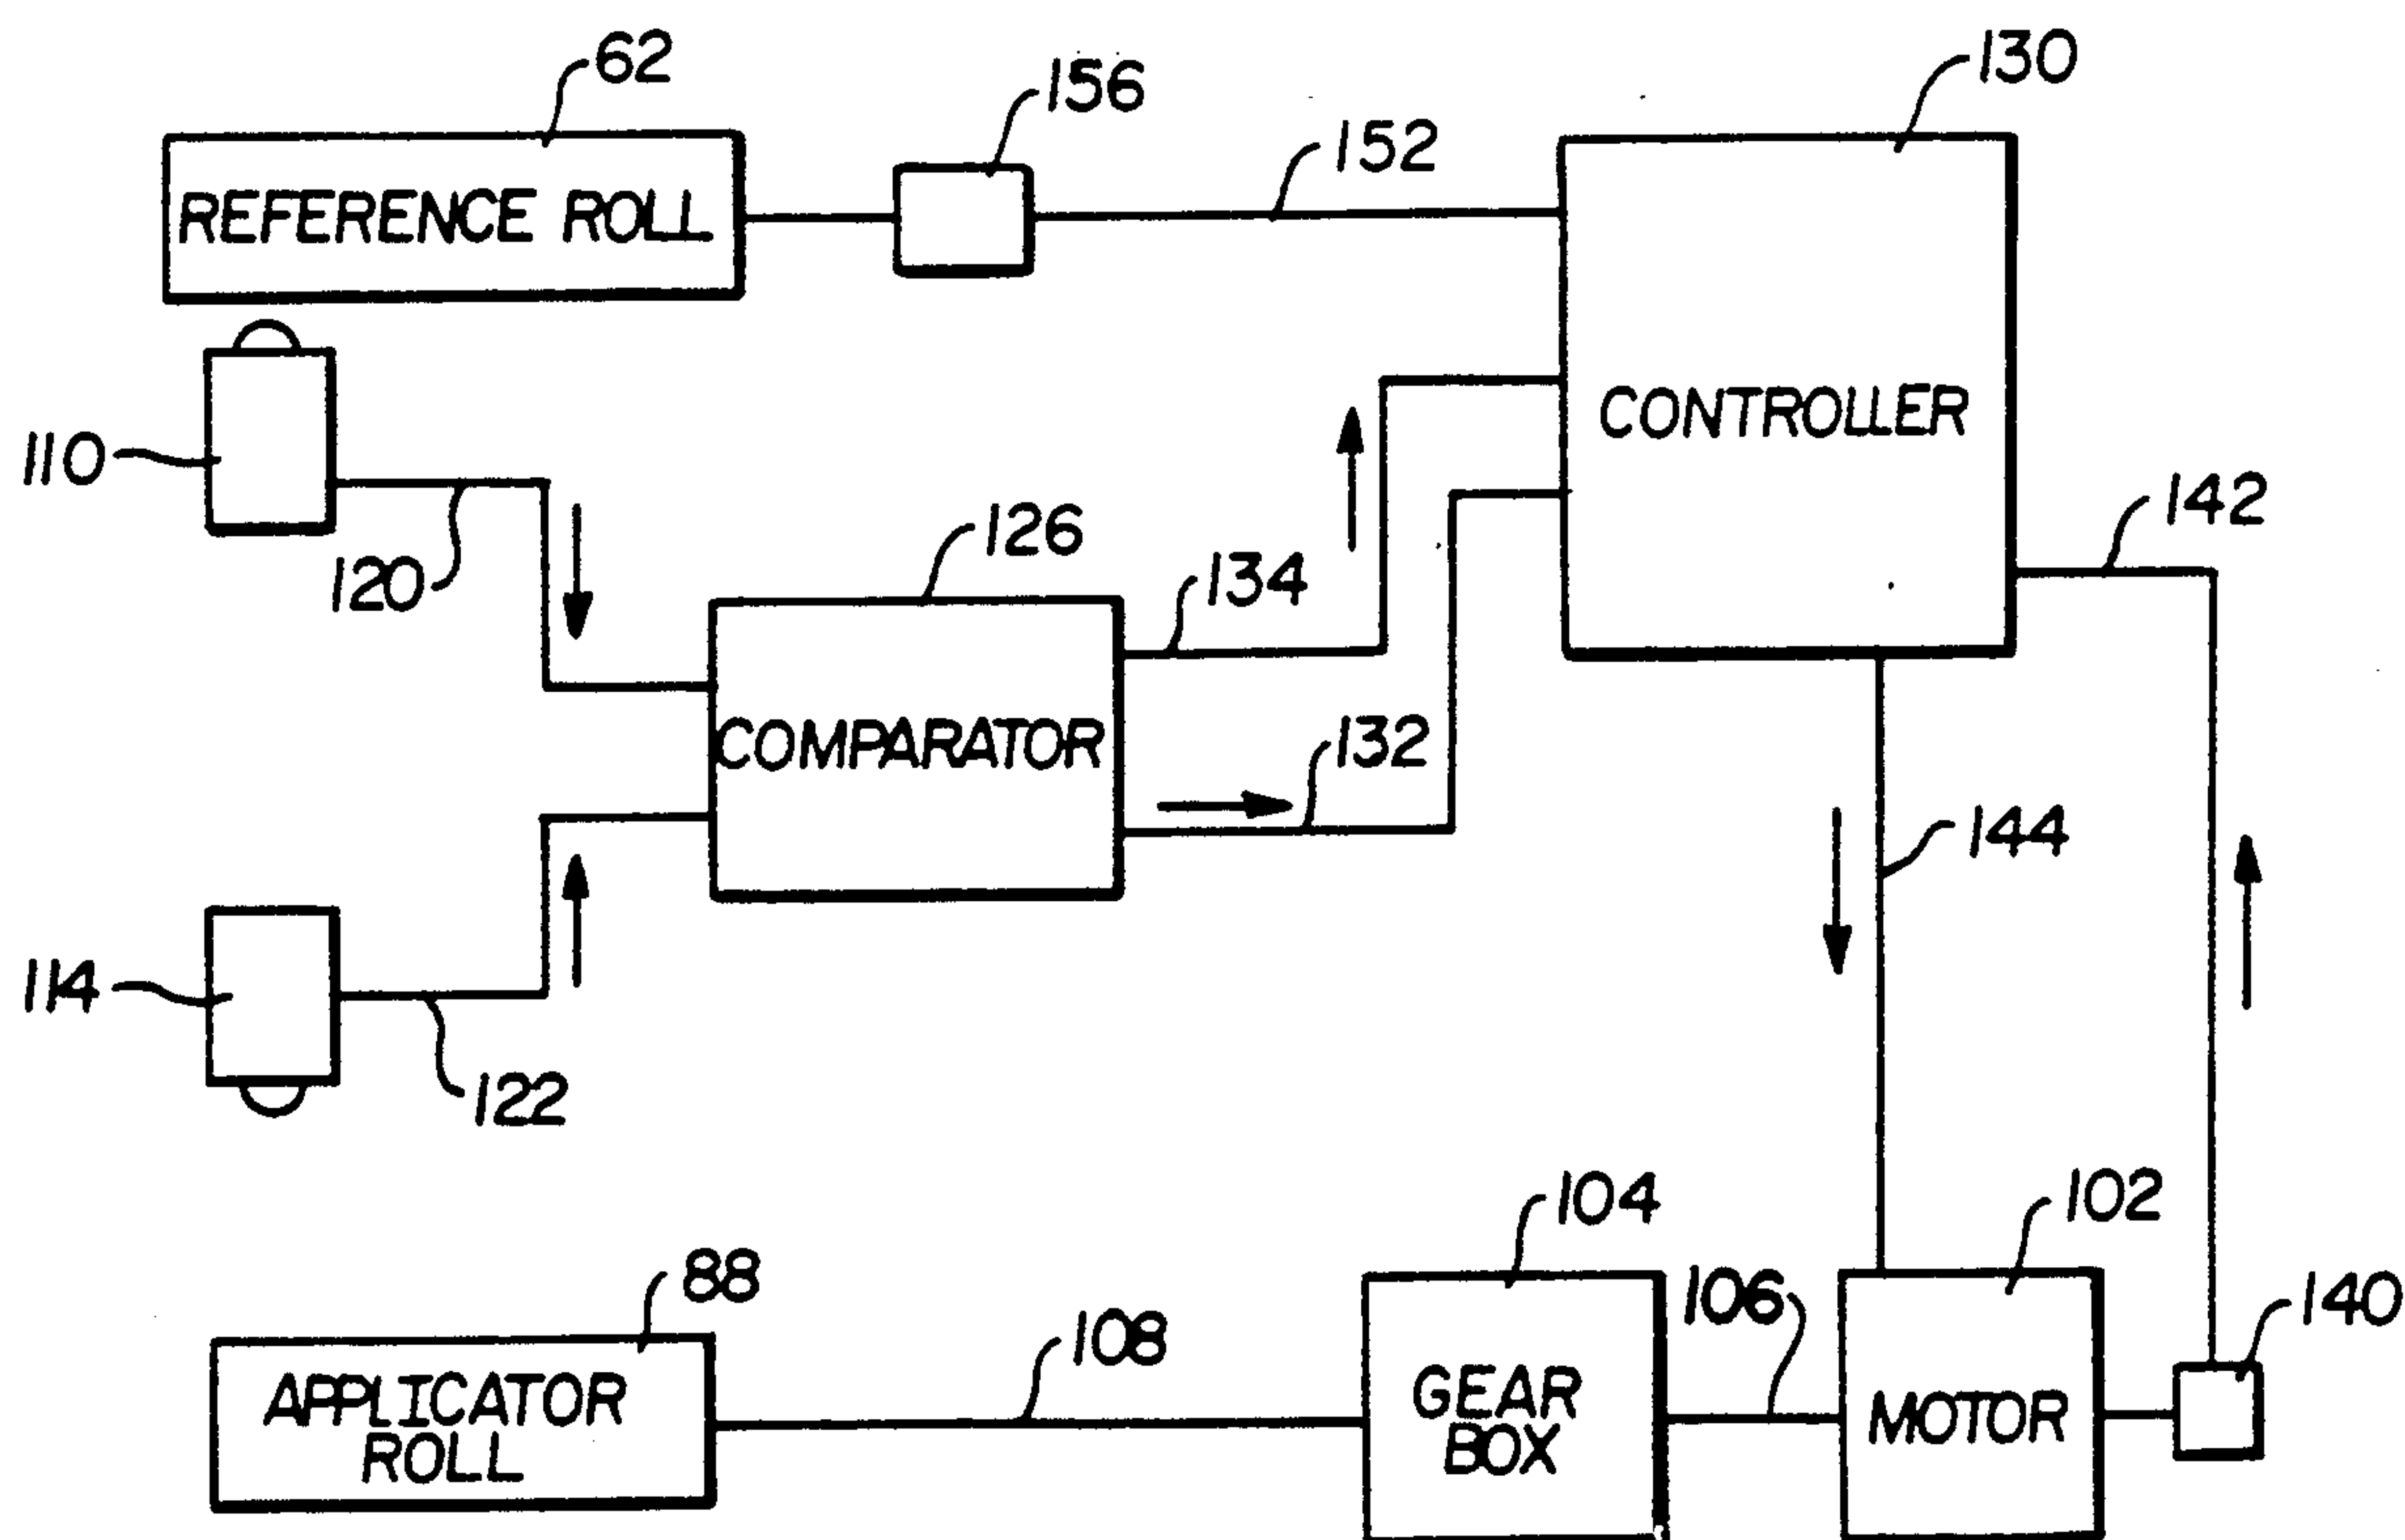 62
156
130
152
REFERENCE ROLL
110
CONTROLLER
142
126
120
134
COMPARATOR
132
144
114
122
104
102
88
106
140
108
APPLICATOR
ROLL
GEAR
BOX
MOTOR